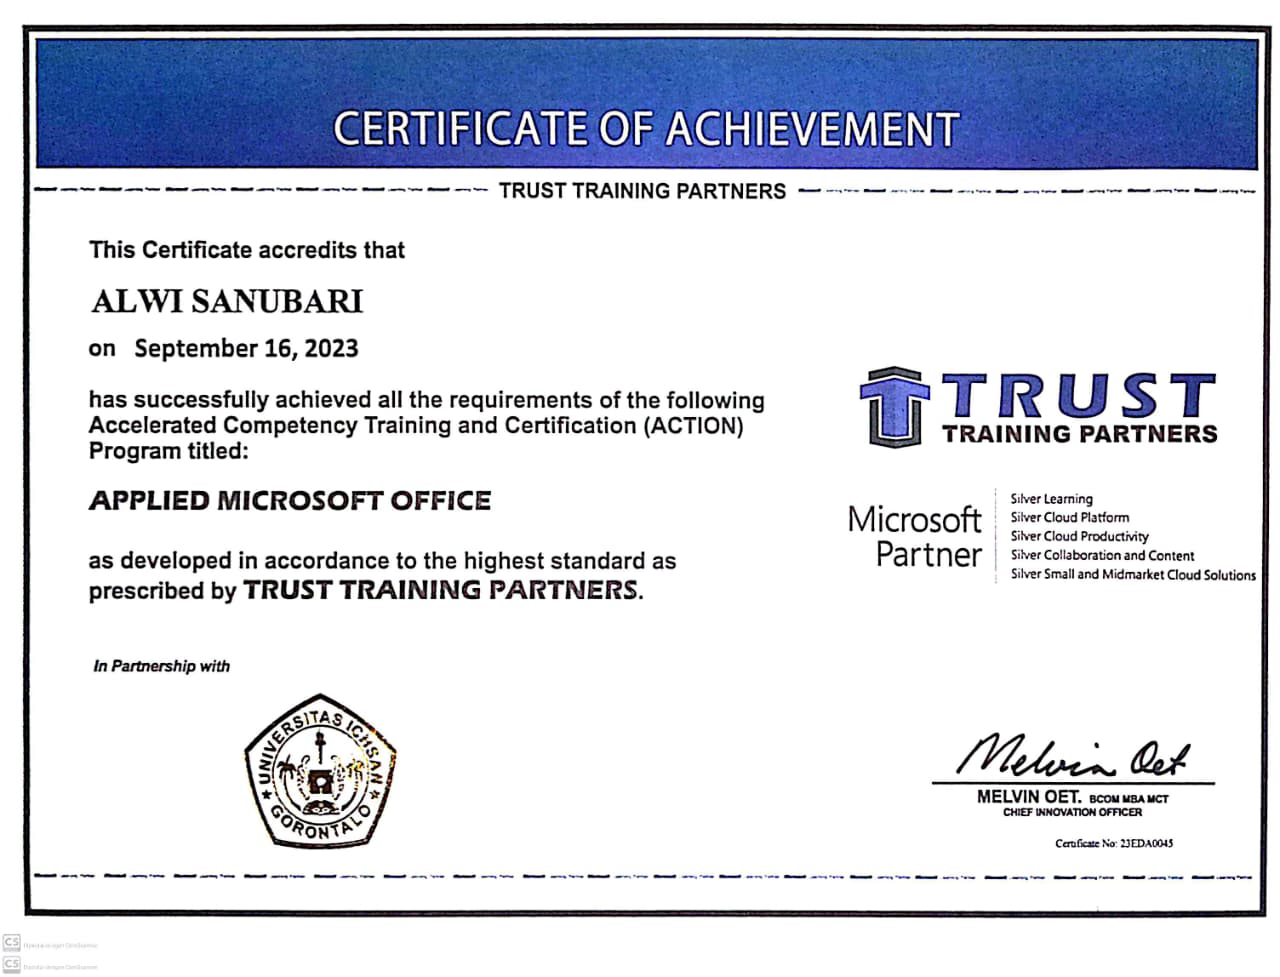 CERTIFICATE OF ACHIEVEMENT
TRUST TRAINING PARTNERS
This Certificate accredits that
ALWI SANUBARI
on September 16, 2023
has successfully achieved all the requirements of the following
Accelerated Competency Training and Certification (ACTION)
Program titled:
APPLIED MICROSOFT OFFICE
as developed in accordance to the highest standard as
prescribed by TRUST TRAINING PARTNERS.
TRUST
TRAINING PARTNERS
Microsoft
Partner
Silver Learning
Silver Cloud Platform
Silver Cloud Productivity
Silver Collaboration and Content
Silver Small and Midmarket Cloud Solutions
In Partnership with
UNIVERSITAS ICHSAN
GORONTALO
Melvin Oet
MELVIN OET. BCOM MBA MCT
CHIEF INNOVATION OFFICER
Certificate No: 23EDA0045
CS
CS